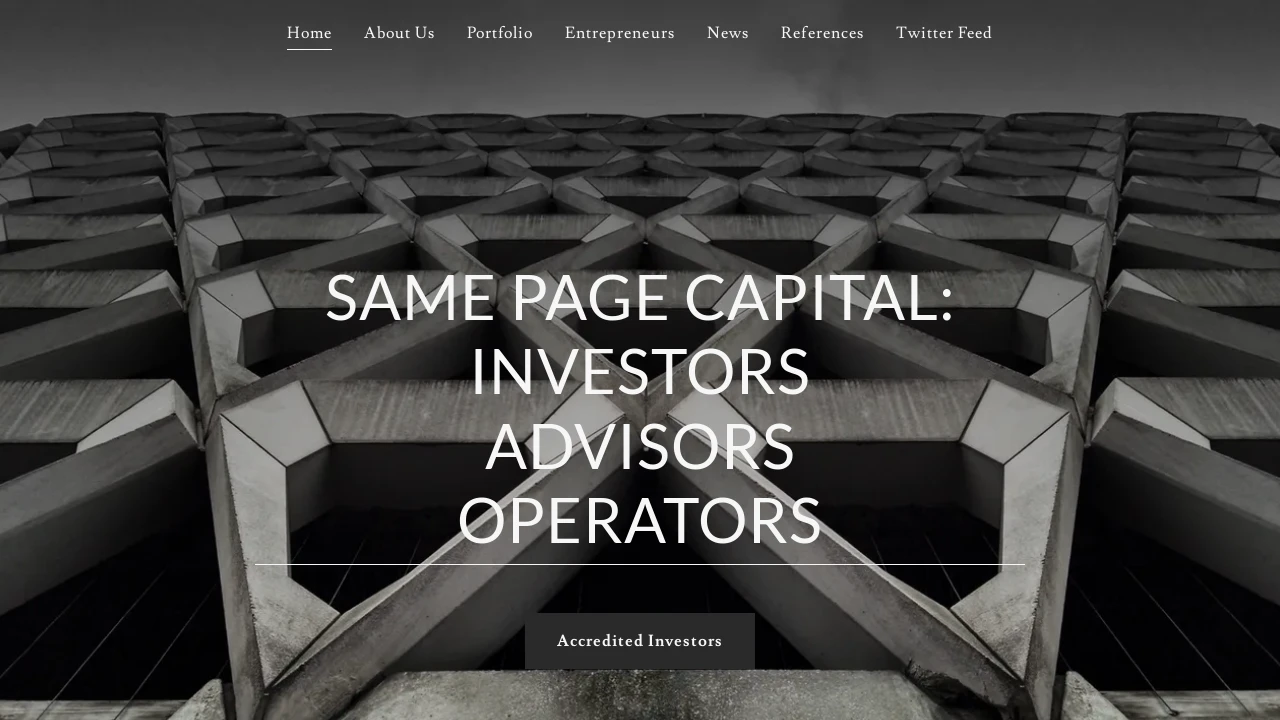 Home About Us Portfolio Entrepreneurs News References Twitter Feed
SAME PAGE CAPITAL:
INVESTORS
ADVISORS
OPERATORS
Accredited Investors